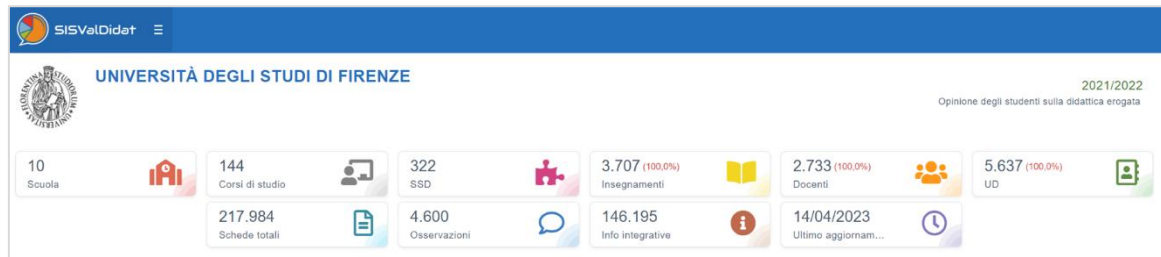 SISValDidat
UNIVERSITÀ DEGLI STUDI DI FIRENZE
2021/2022
Opinione degli studenti sulla didattica erogata
10
Scuola
144
Corsi di studio
322
SSD
3.707 (100,0%)
Insegnamenti
2.733 (100,0%)
Docenti
5.637 (100.0%)
UD
217.984
Schede totali
4.600
Osservazioni
146.195
Info integrative
14/04/2023
Ultimo aggiornam...